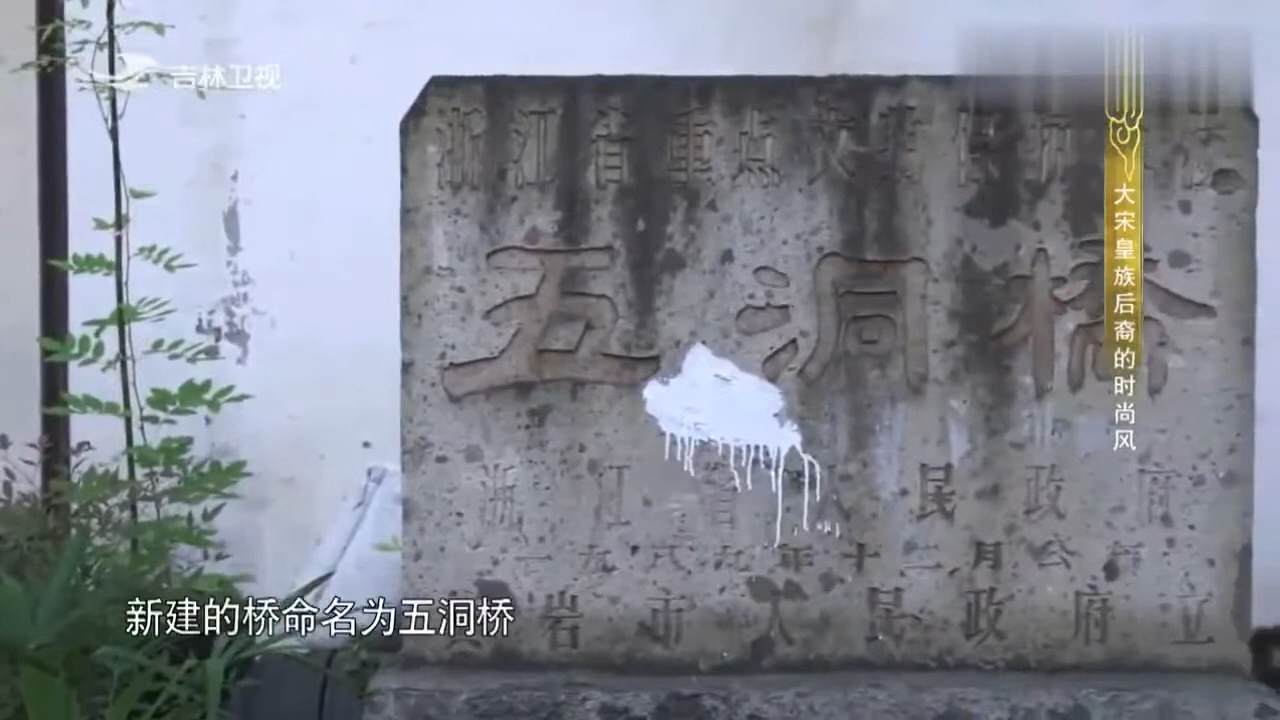 吉林卫视
浙江省重点文物保护单位
五洞桥
浙江省人民政府
一九八九年十二月公布
黄岩市人民政府立
大宋皇族后裔的时尚风
新建的桥命名为五洞桥